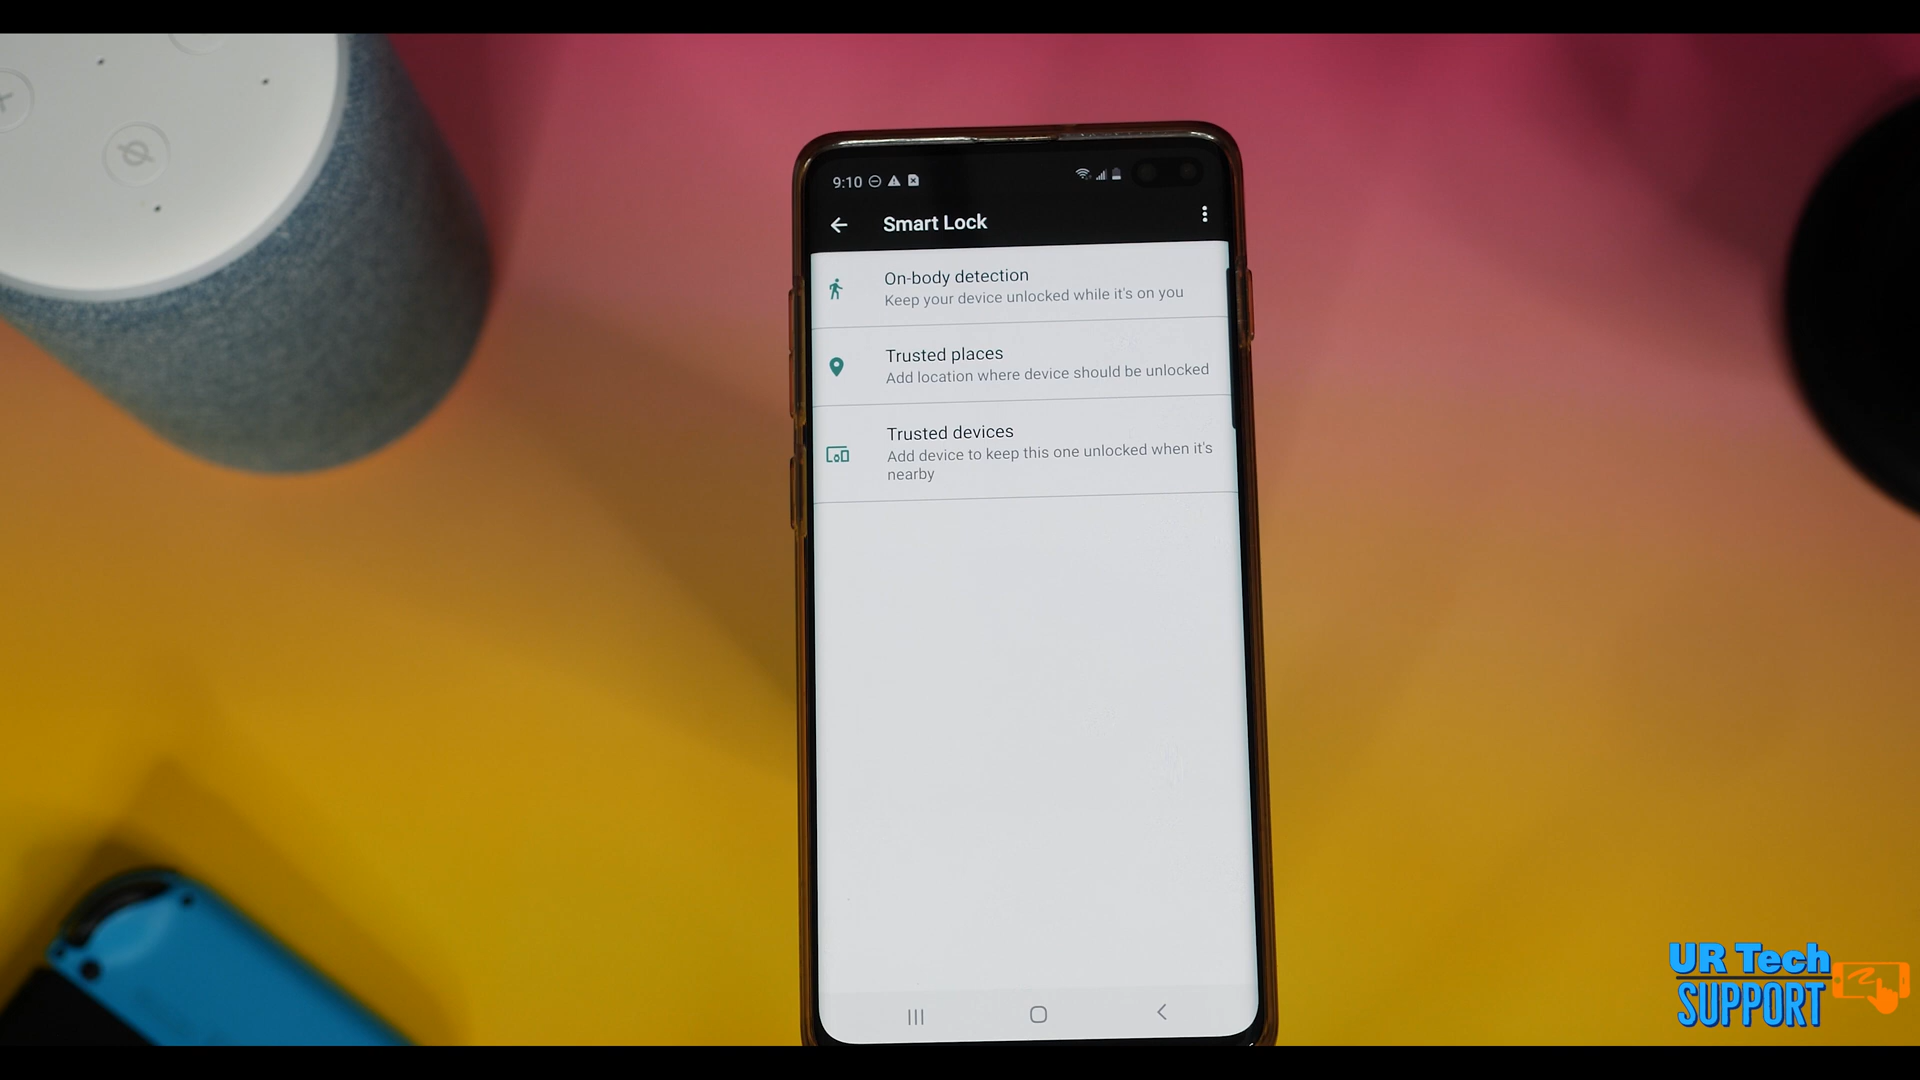 9:10
Smart Lock
On-body detection
Keep your device unlocked while it's on you
Trusted places
Add location where device should be unlocked
Trusted devices
Add device to keep this one unlocked when it's
nearby
UR Tech
SUPPORT